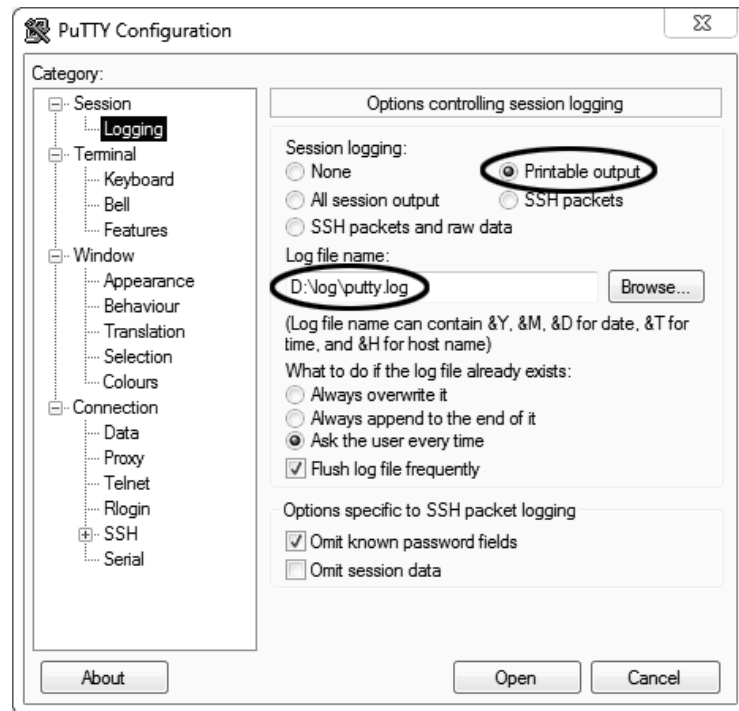 PuTTY Configuration
Category:
Session
Logging
Terminal
Keyboard
Bell
Features
Window
Appearance
Behaviour
Translation
Selection
Colours
Connection
Data
Proxy
Telnet
Rlogin
SSH
Serial
Options controlling session logging
Session logging:
None
Printable output
All session output
SSH packets
SSH packets and raw data
Log file name:
D:\log\putty.log
Browse...
(Log file name can contain &Y, &M, &D for date, &T for
time, and &H for host name)
What to do if the log file already exists:
Always overwrite it
Always append to the end of it
Ask the user every time
Flush log file frequently
Options specific to SSH packet logging
Omit known password fields
Omit session data
About
Open
Cancel